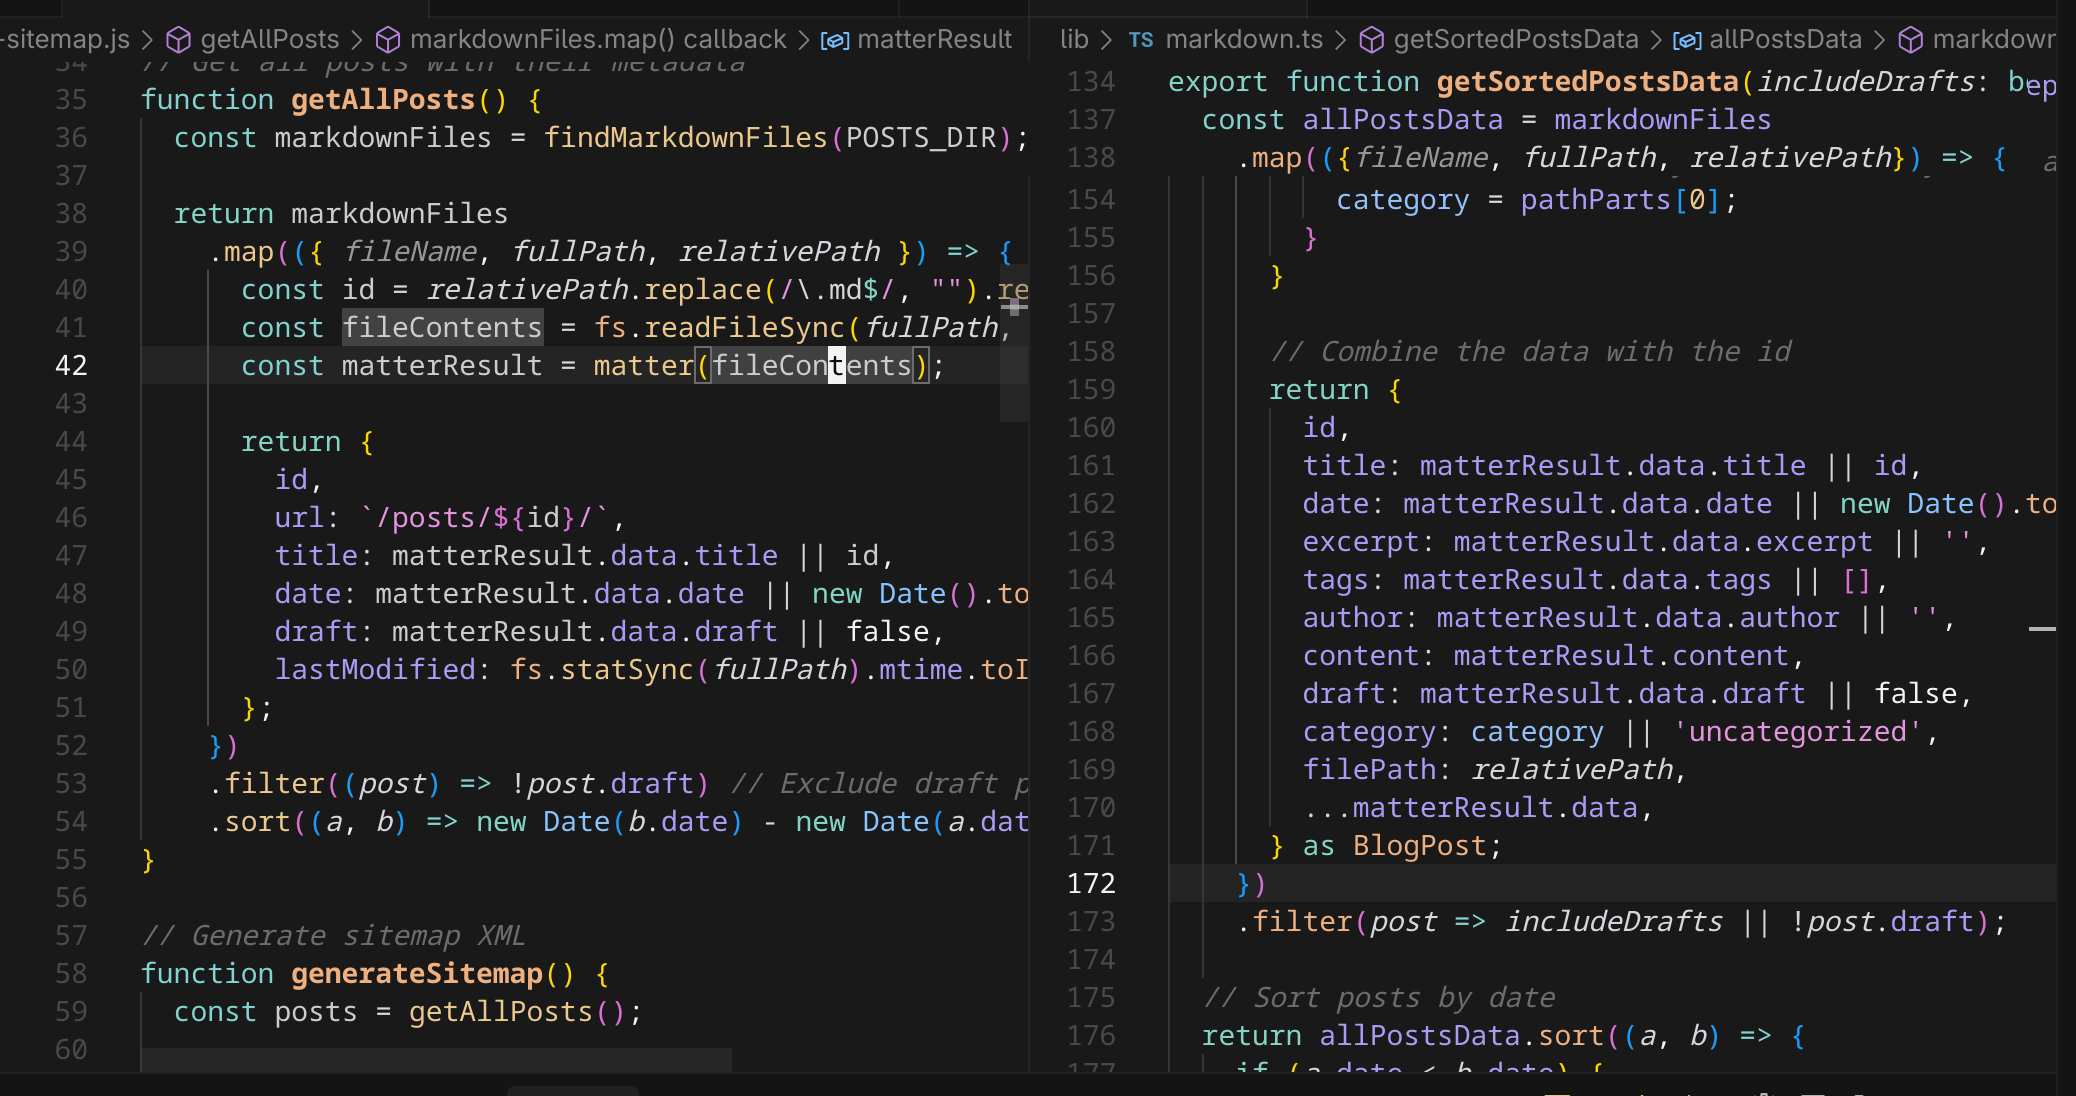 -sitemap.js > getAllPosts > markdownFiles.map() callback > matterResult
34 // Get all posts with their metadata
35 function getAllPosts() {
36 const markdownFiles = findMarkdownFiles(POSTS_DIR);
37
38 return markdownFiles
39 .map(({ fileName, fullPath, relativePath }) => {
40 const id = relativePath.replace(/\.md$/, "").re
41 const fileContents = fs.readFileSync(fullPath,
42 const matterResult = matter(fileContents);
43
44 return {
45 id,
46 url: `/posts/${id}/`,
47 title: matterResult.data.title || id,
48 date: matterResult.data.date || new Date().to
49 draft: matterResult.data.draft || false,
50 lastModified: fs.statSync(fullPath).mtime.toI
51 };
52 })
53 .filter((post) => !post.draft) // Exclude draft p
54 .sort((a, b) => new Date(b.date) - new Date(a.dat
55 }
56
57 // Generate sitemap XML
58 function generateSitemap() {
59 const posts = getAllPosts();
60
lib > TS markdown.ts > getSortedPostsData > allPostsData > markdown
134 export function getSortedPostsData(includeDrafts: b
137 const allPostsData = markdownFiles
138 .map(({fileName, fullPath, relativePath}) => {
154 category = pathParts[0];
155 }
156 }
157
158 // Combine the data with the id
159 return {
160 id,
161 title: matterResult.data.title || id,
162 date: matterResult.data.date || new Date().to
163 excerpt: matterResult.data.excerpt || '',
164 tags: matterResult.data.tags || [],
165 author: matterResult.data.author || '',
166 content: matterResult.content,
167 draft: matterResult.data.draft || false,
168 category: category || 'uncategorized',
169 filePath: relativePath,
170 ...matterResult.data,
171 } as BlogPost;
172 })
173 .filter(post => includeDrafts || !post.draft);
174
175 // Sort posts by date
176 return allPostsData.sort((a, b) => {
177 if (a.date < b.date) {